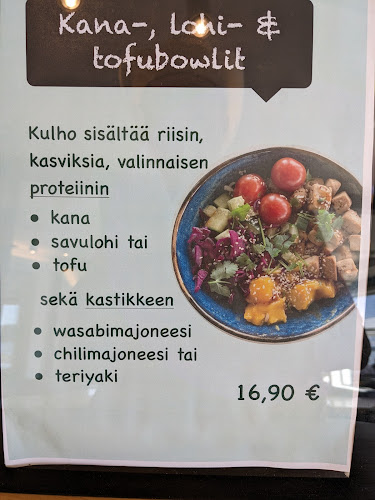 Kana-, lohi- &
tofubowlit
Kulho sisältää riisin,
kasviksia, valinnaisen
proteiinin
• kana
• savulohi tai
• tofu
sekä kastikkeen
• wasabimajoneesi
• chilimajoneesi tai
• teriyaki
16,90 €